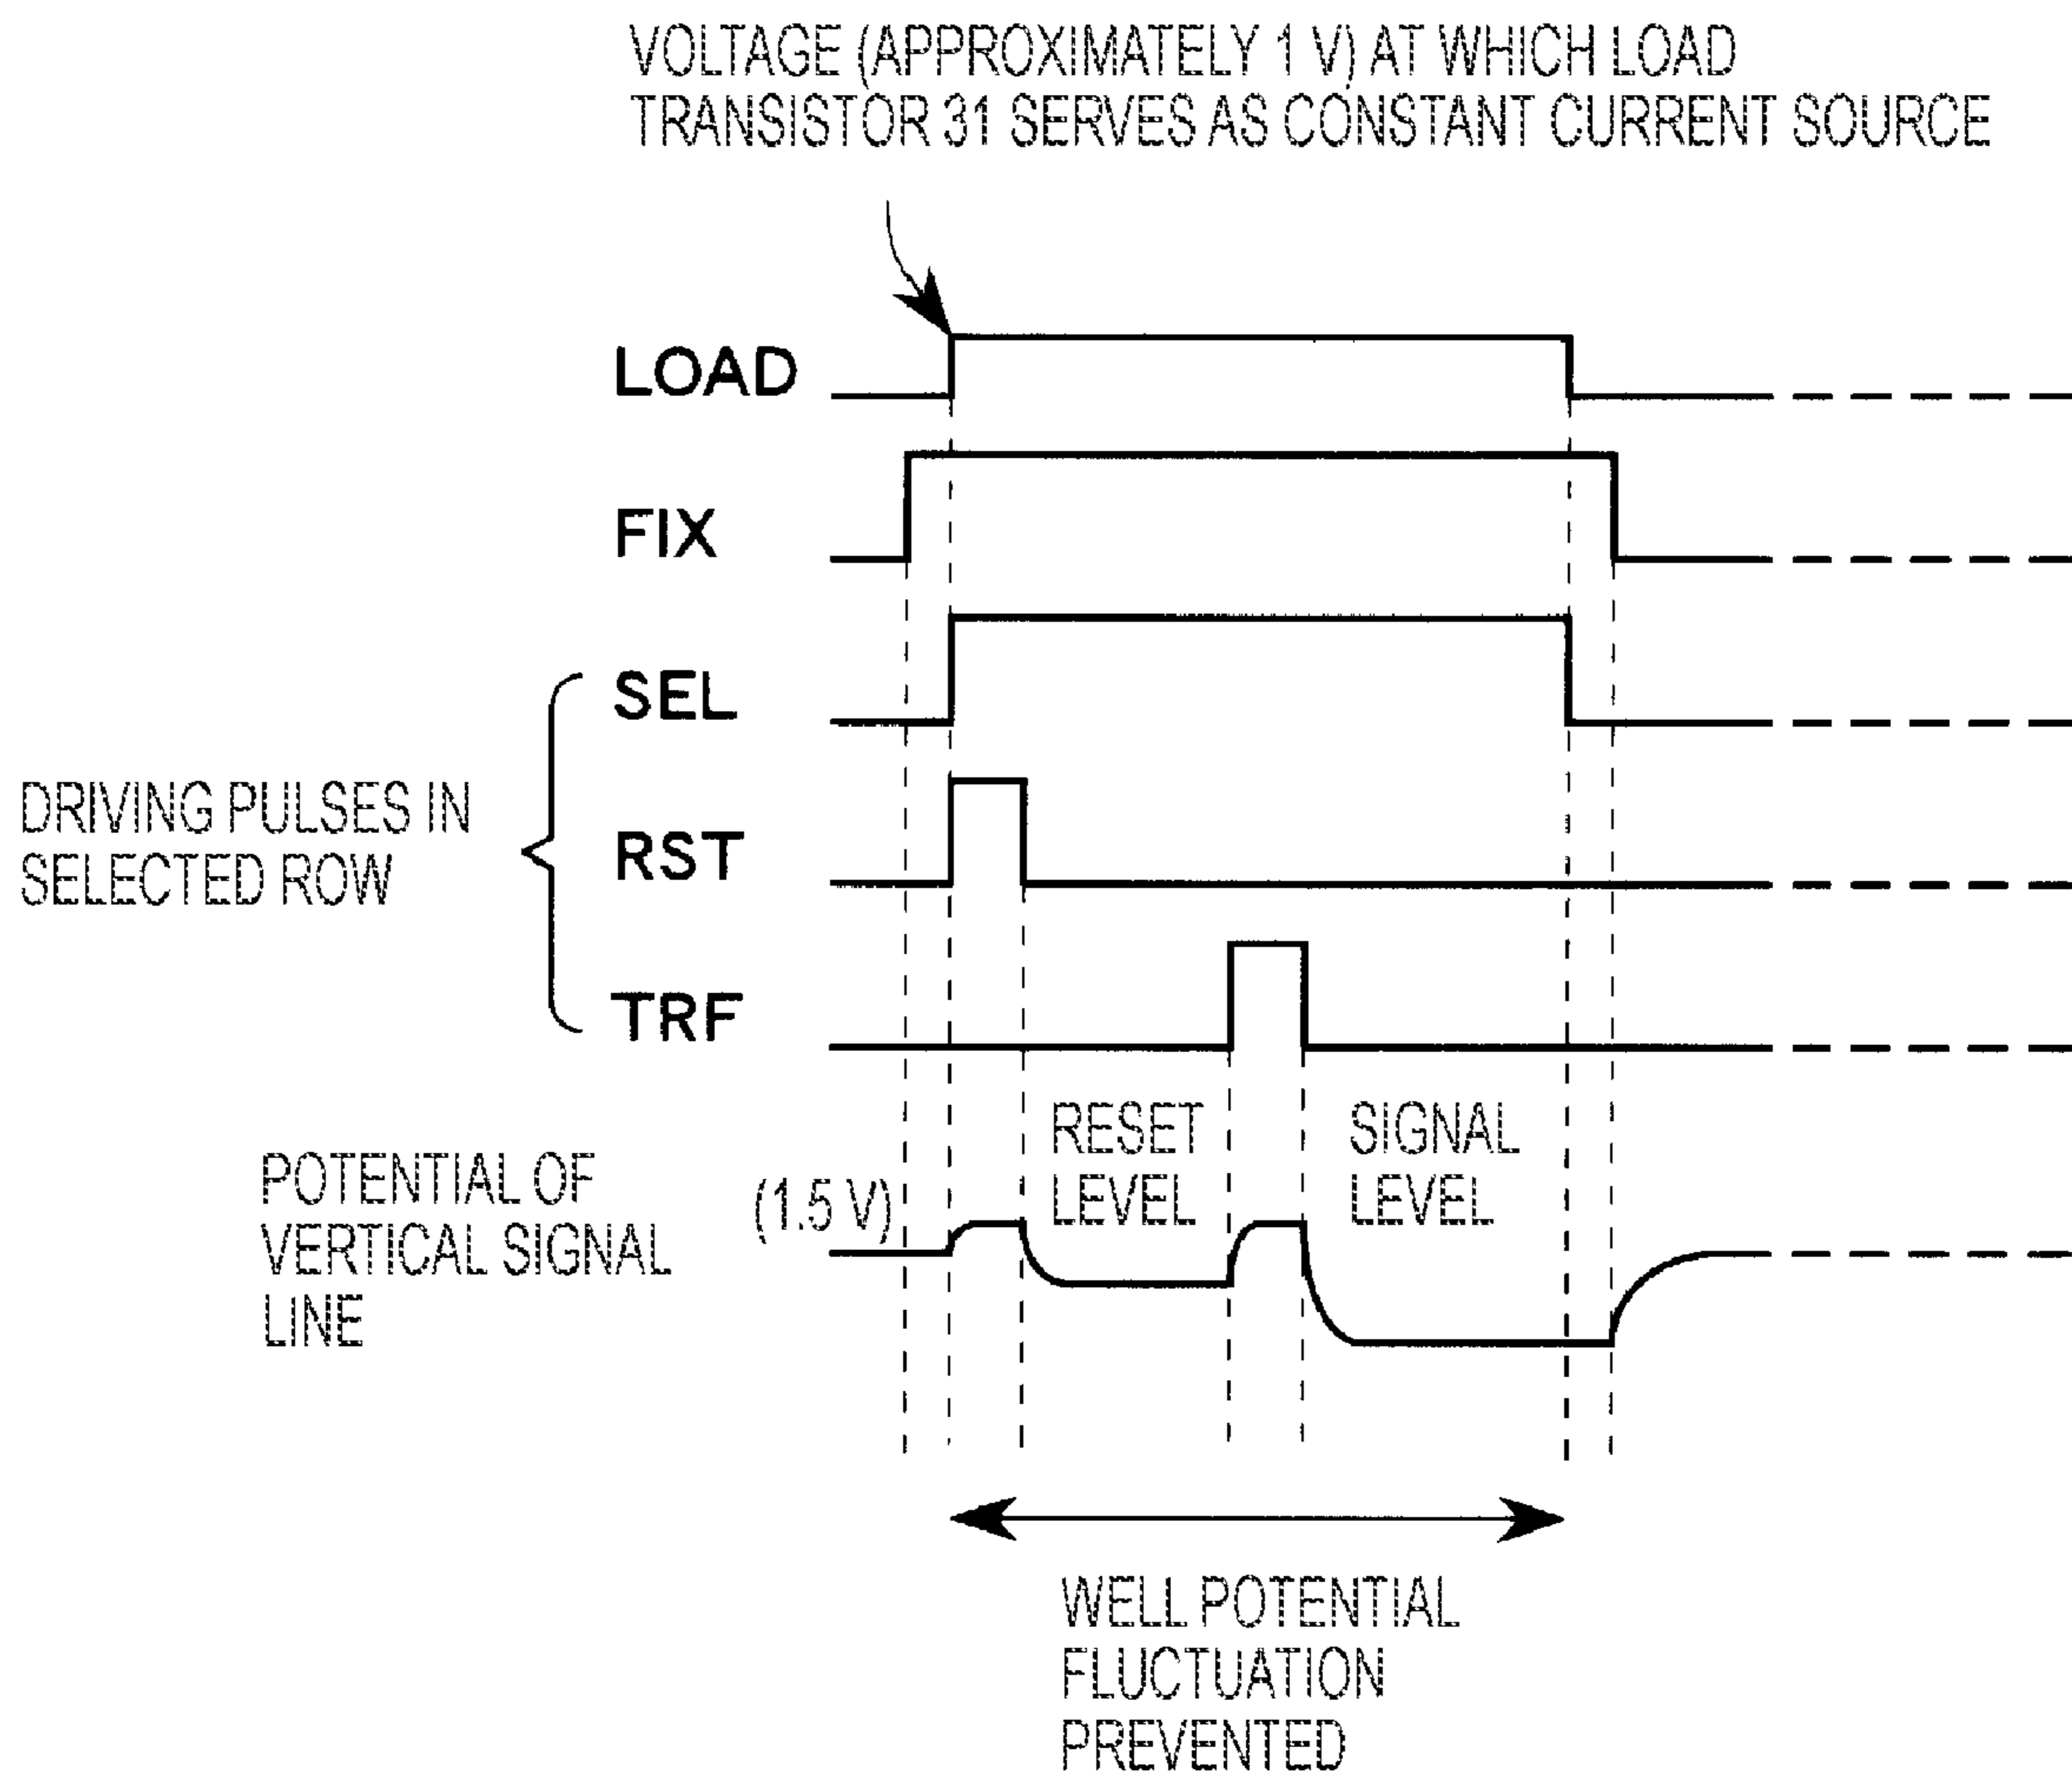 VOLTAGE (APPROXIMATELY 1 V) AT WHICH LOAD
TRANSISTOR 31 SERVES AS CONSTANT CURRENT SOURCE
LOAD
FIX
SEL
DRIVING PULSES IN
SELECTED ROW
RST
TRF
RESET
LEVEL
SIGNAL
LEVEL
POTENTIAL OF
VERTICAL SIGNAL
LINE
(1.5 V)
WELL POTENTIAL
FLUCTUATION
PREVENTED